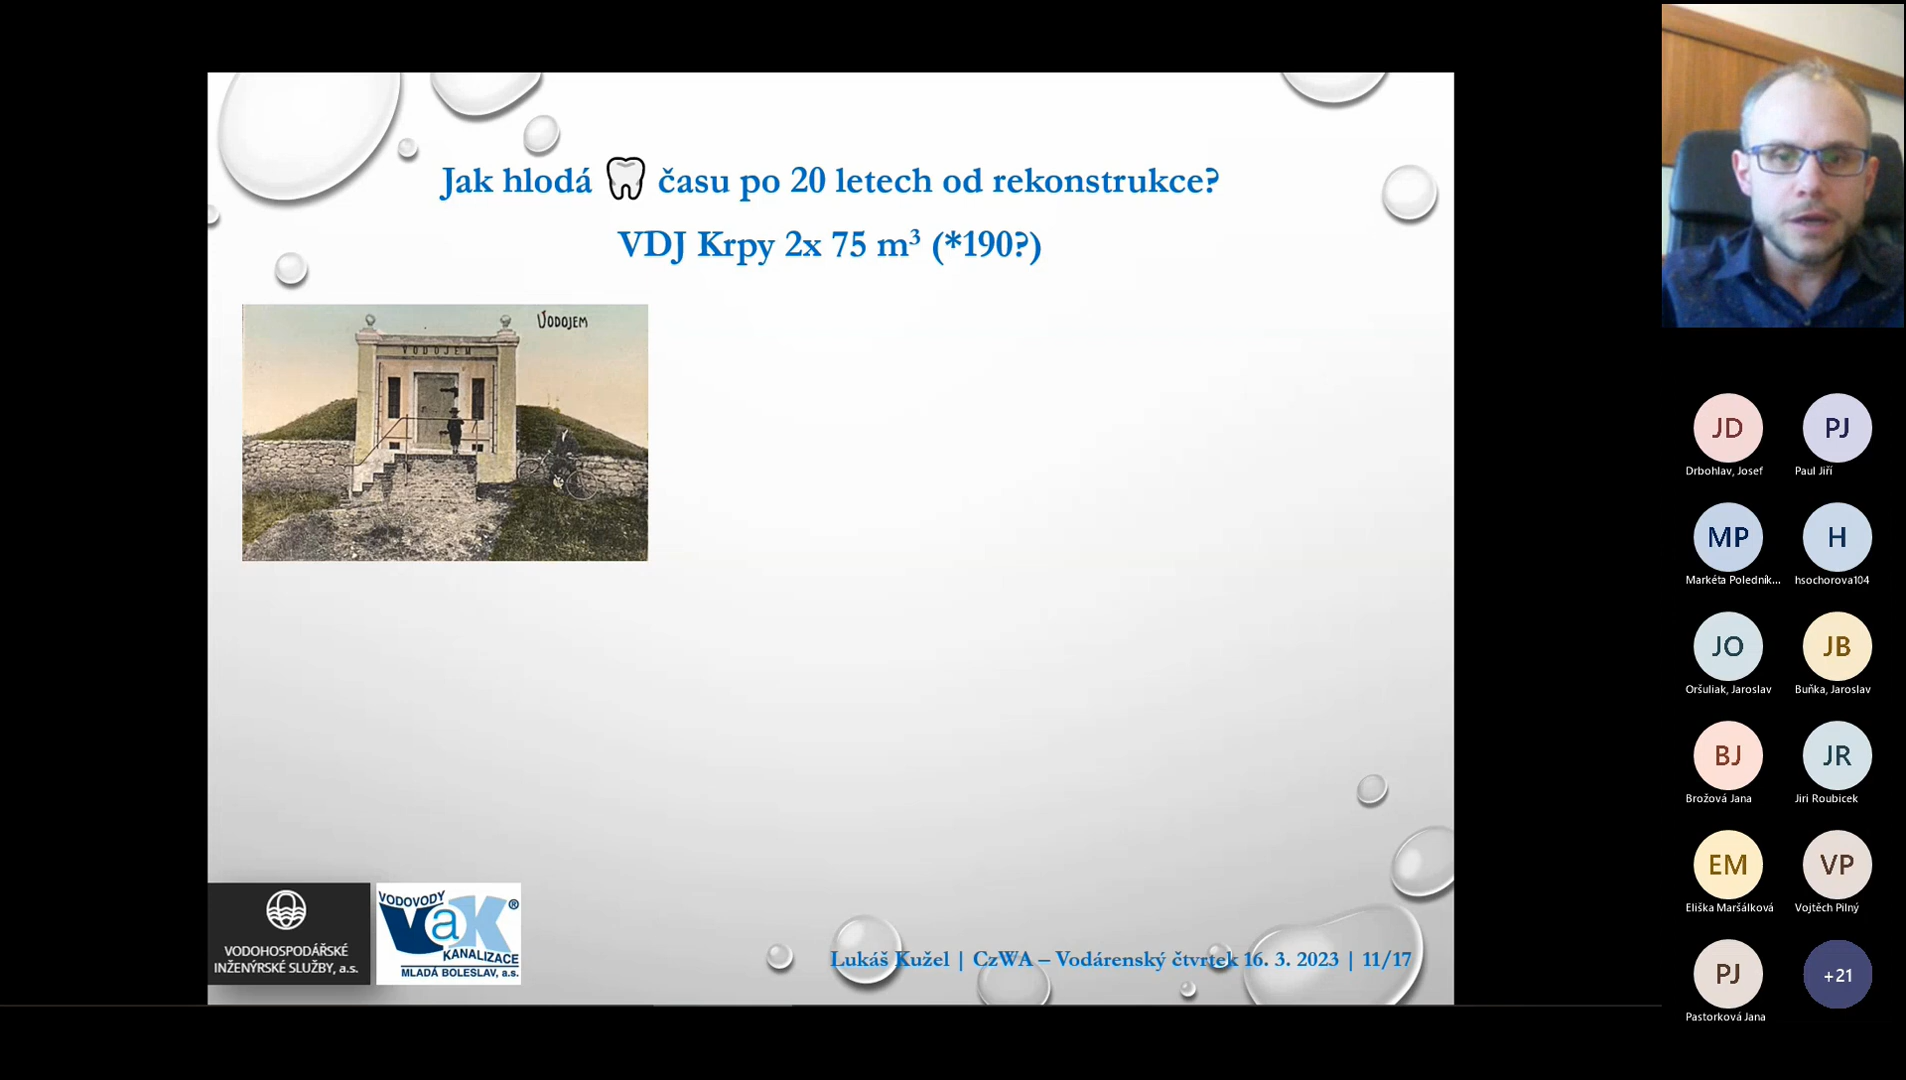 Jak hlodá času po 20 letech od rekonstrukce?
VDJ Krpy 2x 75 m³ (*190?)
VODOJEM
VODOJEM
VODOHOSPODÁŘSKÉ
INŽENÝRSKÉ SLUŽBY, a.s.
VODOVODY
VaK®
KANALIZACE
MLADÁ BOLESLAV, a.s.
Lukáš Kužel | CzWA – Vodárenský čtvrtek 16. 3. 2023 | 11/17
JD
PJ
Drbohlav, Josef
Paul Jiří
MP
H
Markéta Poledník...
hsochorova104
JO
JB
Oršuliak, Jaroslav
Buňka, Jaroslav
BJ
JR
Brožová Jana
Jiri Roubicek
EM
VP
Eliška Maršálková
Vojtěch Pilný
PJ
+21
Pastorková Jana